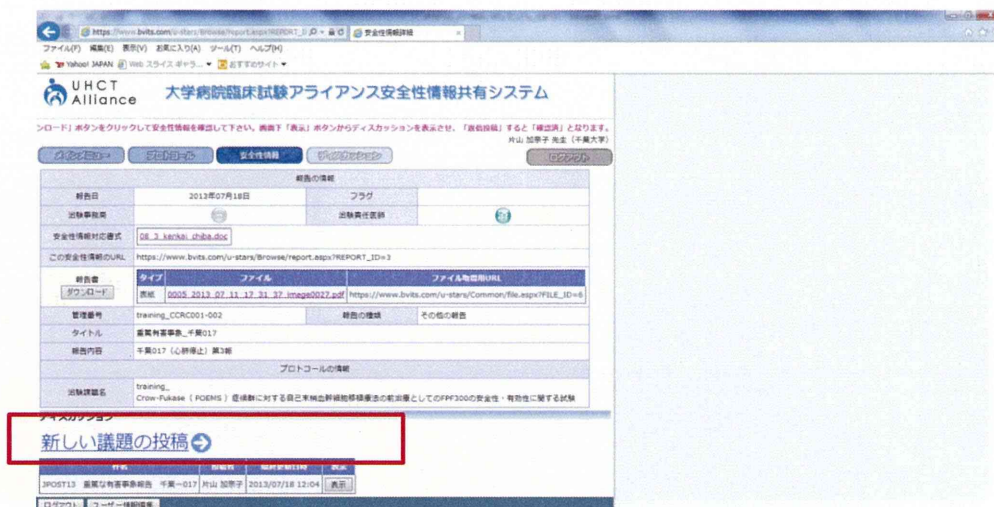 https://www.bvits.com/u-stars/Browse/report.aspx?REPORT_I
安全性情報詳細
ファイル(F) 編集(E) 表示(V) お気に入り(A) ツール(T) ヘルプ(H)
Yahoo! JAPAN Web スライス ギャラ... おすすめサイト
UHCT Alliance
大学病院臨床試験アライアンス安全性情報共有システム
ンロード」ボタンをクリックして安全性情報を確認して下さい。画面下「表示」ボタンからディスカッションを表示させ、「返信投稿」すると「確認済」となります。
片山 加奈子 先生 (千葉大学)
メインメニュー プロトコール 安全性情報 ディスカッション ログアウト
報告の情報
報告日 2013年07月18日 フラグ
治験事務局 治験責任医師
安全性情報対応書式 08_3_kenkai_chiba.doc
この安全性情報のURL https://www.bvits.com/u-stars/Browse/report.aspx?REPORT_ID=3
報告書 タイプ ファイル ファイル取得用URL
ダウンロード 表紙 0005_2013_07_11_17_31_37_image0027.pdf https://www.bvits.com/u-stars/Common/file.aspx?FILE_ID=6
管理番号 training_CCRC001-002 報告の種類 その他の報告
タイトル 重篤有害事象_千葉017
報告内容 千葉017（心肺停止）第3報
プロトコールの情報
治験課題名 training_
Crow-Fukase ( POEMS ) 症候群に対する自己末梢血幹細胞移植療法の前治療としてのFPF300の安全性・有効性に関する試験
ディスカッション
新しい議題の投稿
件名 投稿者 最終更新日時 表示
JPOST13 重篤な有害事象報告 千葉ー017 片山 加奈子 2013/07/18 12:04 表示
ログアウト ユーザー情報編集